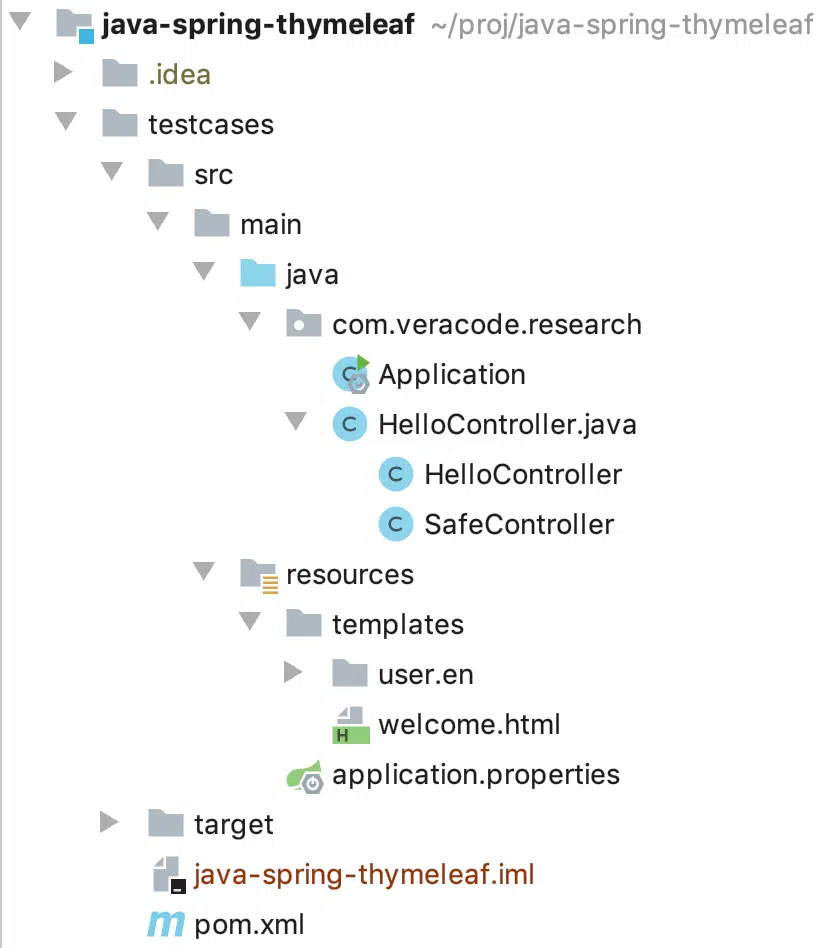 java-spring-thymeleaf ~/proj/java-spring-thymeleaf
.idea
testcases
src
main
java
com.veracode.research
C Application
C HelloController.java
C HelloController
C SafeController
resources
templates
user.en
H welcome.html
application.properties
target
java-spring-thymeleaf.iml
m pom.xml